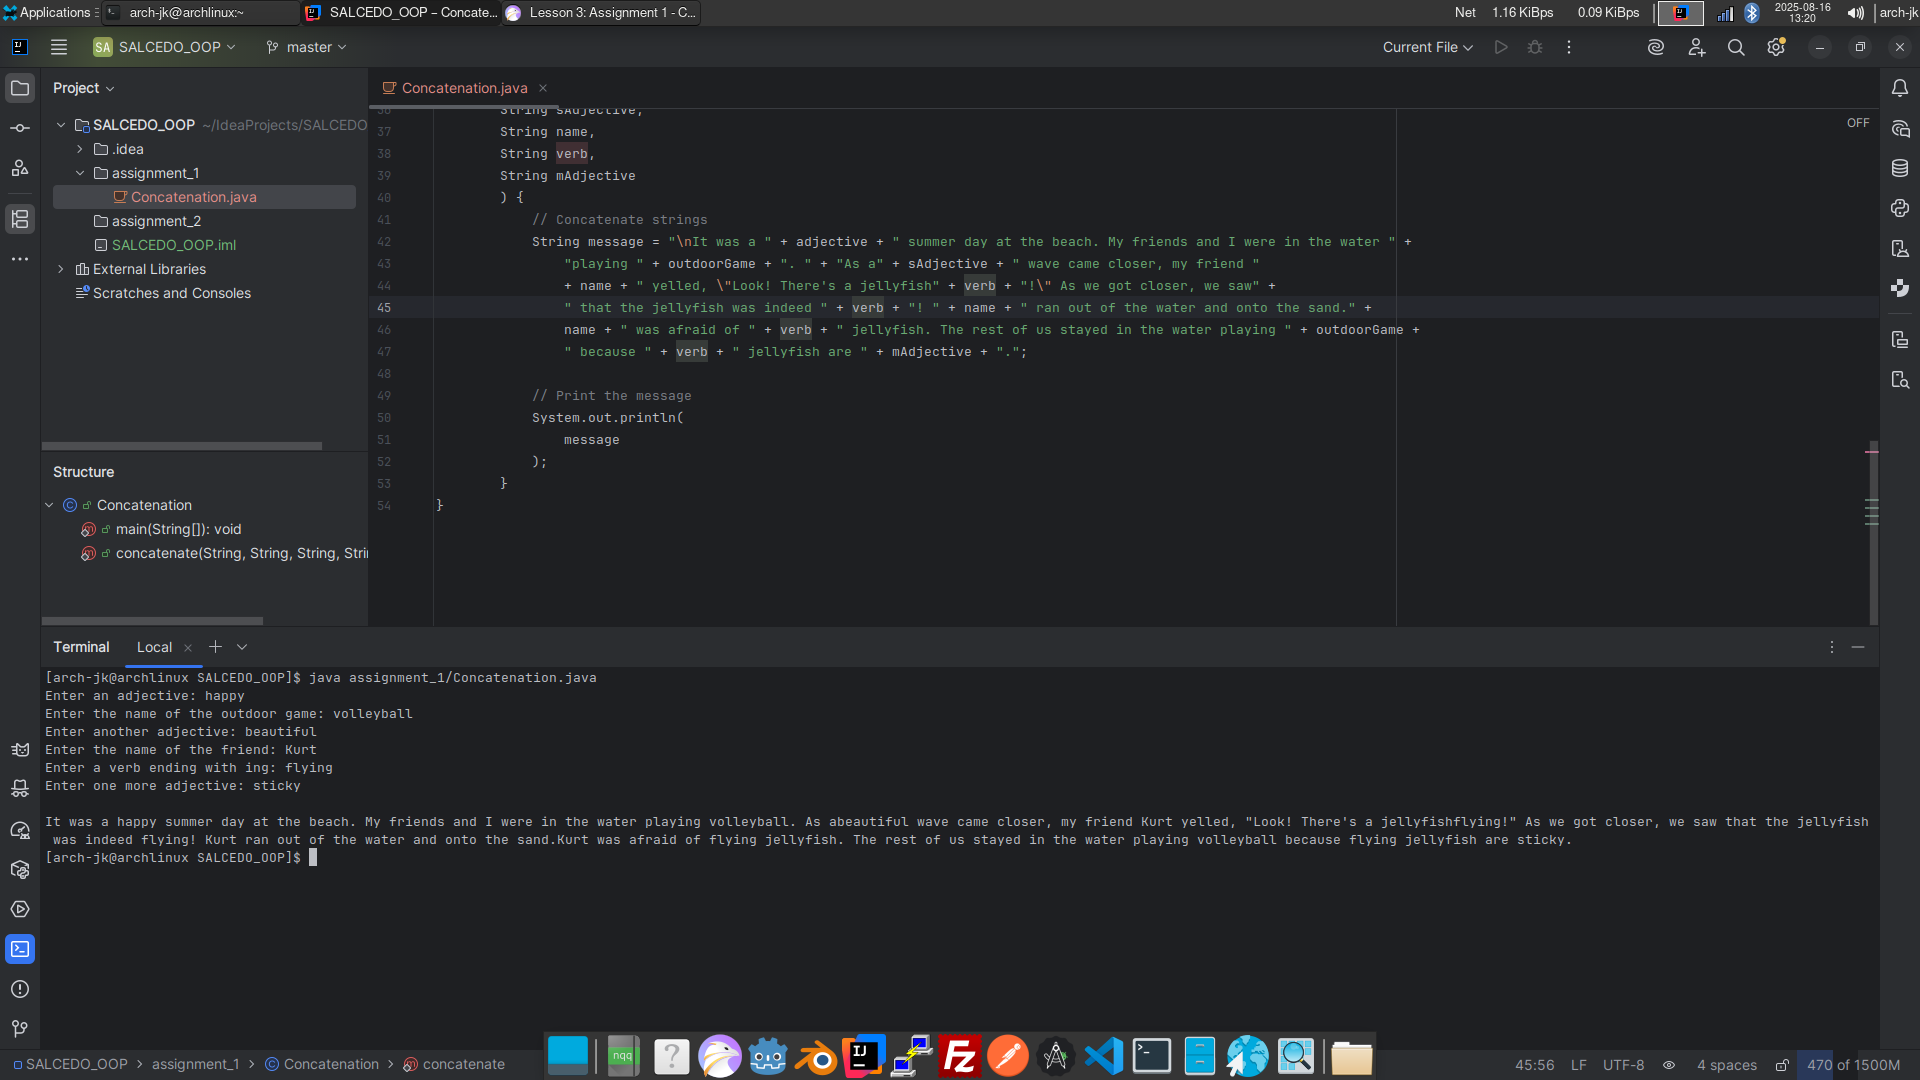 Applications arch-jk@archlinux:~ SALCEDO_OOP – Concate... Lesson 3: Assignment 1 - C... Net 1.16 KiBps 0.09 KiBps 2025-08-16 13:20 arch-jk
SA SALCEDO_OOP master Current File
Project
Concatenation.java
SALCEDO_OOP ~/IdeaProjects/SALCEDO
.idea
assignment_1
Concatenation.java
assignment_2
SALCEDO_OOP.iml
External Libraries
Scratches and Consoles
Structure
Concatenation
main(String[]): void
concatenate(String, String, String, Stri
OFF
36 String sAdjective,
37 String name,
38 String verb,
39 String mAdjective
40 ) {
41 // Concatenate strings
42 String message = "\nIt was a " + adjective + " summer day at the beach. My friends and I were in the water " +
43 "playing " + outdoorGame + ". " + "As a" + sAdjective + " wave came closer, my friend "
44 + name + " yelled, \"Look! There's a jellyfish" + verb + "!\" As we got closer, we saw" +
45 " that the jellyfish was indeed " + verb + "! " + name + " ran out of the water and onto the sand." +
46 name + " was afraid of " + verb + " jellyfish. The rest of us stayed in the water playing " + outdoorGame +
47 " because " + verb + " jellyfish are " + mAdjective + ".";
48
49 // Print the message
50 System.out.println(
51 message
52 );
53 }
54 }
Terminal Local
[arch-jk@archlinux SALCEDO_OOP]$ java assignment_1/Concatenation.java
Enter an adjective: happy
Enter the name of the outdoor game: volleyball
Enter another adjective: beautiful
Enter the name of the friend: Kurt
Enter a verb ending with ing: flying
Enter one more adjective: sticky
It was a happy summer day at the beach. My friends and I were in the water playing volleyball. As abeautiful wave came closer, my friend Kurt yelled, "Look! There's a jellyfishflying!" As we got closer, we saw that the jellyfish
was indeed flying! Kurt ran out of the water and onto the sand.Kurt was afraid of flying jellyfish. The rest of us stayed in the water playing volleyball because flying jellyfish are sticky.
[arch-jk@archlinux SALCEDO_OOP]$
nqq ? IJ Fz
SALCEDO_OOP > assignment_1 > Concatenation > concatenate 45:56 LF UTF-8 4 spaces 470 of 1500M